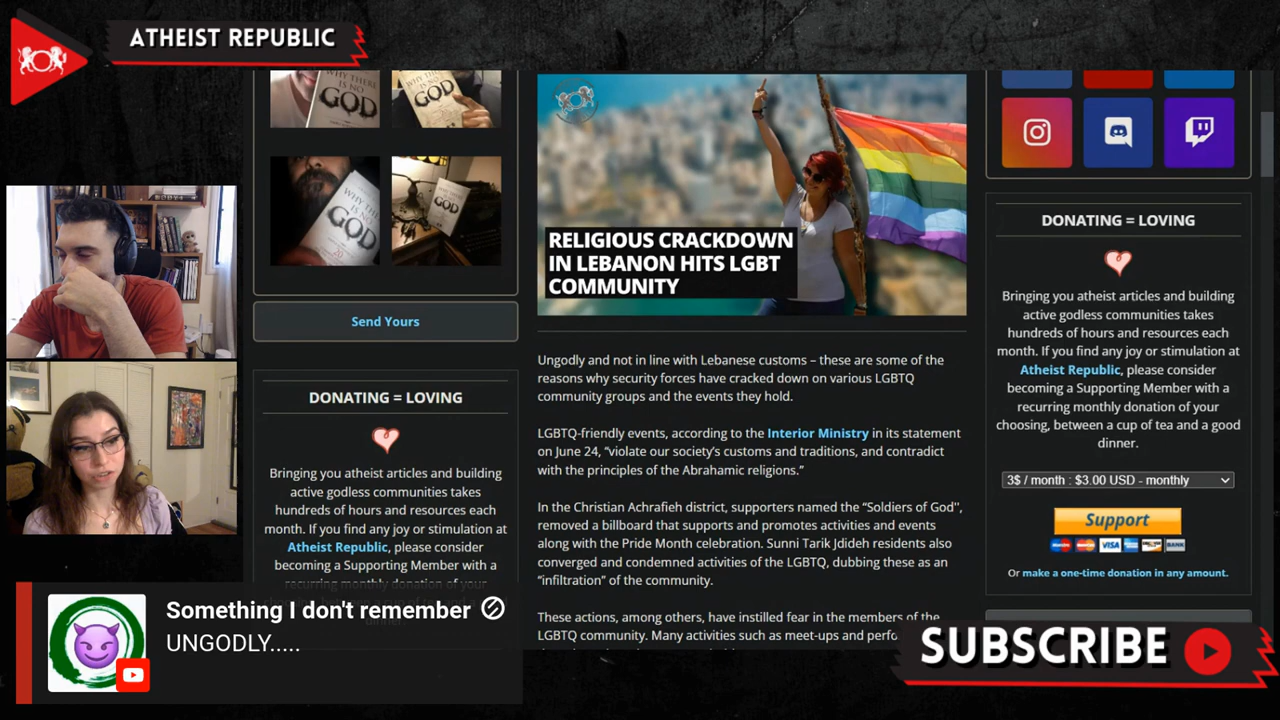 ATHEIST REPUBLIC
WHY THERE
IS NO
GOD
WHY THERE
IS NO
GOD
WHY THERE
IS NO
GOD
GOD
Send Yours
DONATING = LOVING
Bringing you atheist articles and building
active godless communities takes
hundreds of hours and resources each
month. If you find any joy or stimulation at
Atheist Republic, please consider
becoming a Supporting Member with a
recurring monthly donation of your
Something I don't remember
UNGODLY.....
RELIGIOUS CRACKDOWN
IN LEBANON HITS LGBT
COMMUNITY
Ungodly and not in line with Lebanese customs – these are some of the
reasons why security forces have cracked down on various LGBTQ
community groups and the events they hold.
LGBTQ-friendly events, according to the Interior Ministry in its statement
on June 24, “violate our society’s customs and traditions, and contradict
with the principles of the Abrahamic religions.”
In the Christian Achrafieh district, supporters named the “Soldiers of God'',
removed a billboard that supports and promotes activities and events
along with the Pride Month celebration. Sunni Tarik Jdideh residents also
converged and condemned activities of the LGBTQ, dubbing these as an
“infiltration” of the community.
These actions, among others, have instilled fear in the members of the
LGBTQ community. Many activities such as meet-ups and perfo
DONATING = LOVING
Bringing you atheist articles and building
active godless communities takes
hundreds of hours and resources each
month. If you find any joy or stimulation at
Atheist Republic, please consider
becoming a Supporting Member with a
recurring monthly donation of your
choosing, between a cup of tea and a good
dinner.
3$ / month : $3.00 USD - monthly
Support
VISA
BANK
Or make a one-time donation in any amount.
SUBSCRIBE